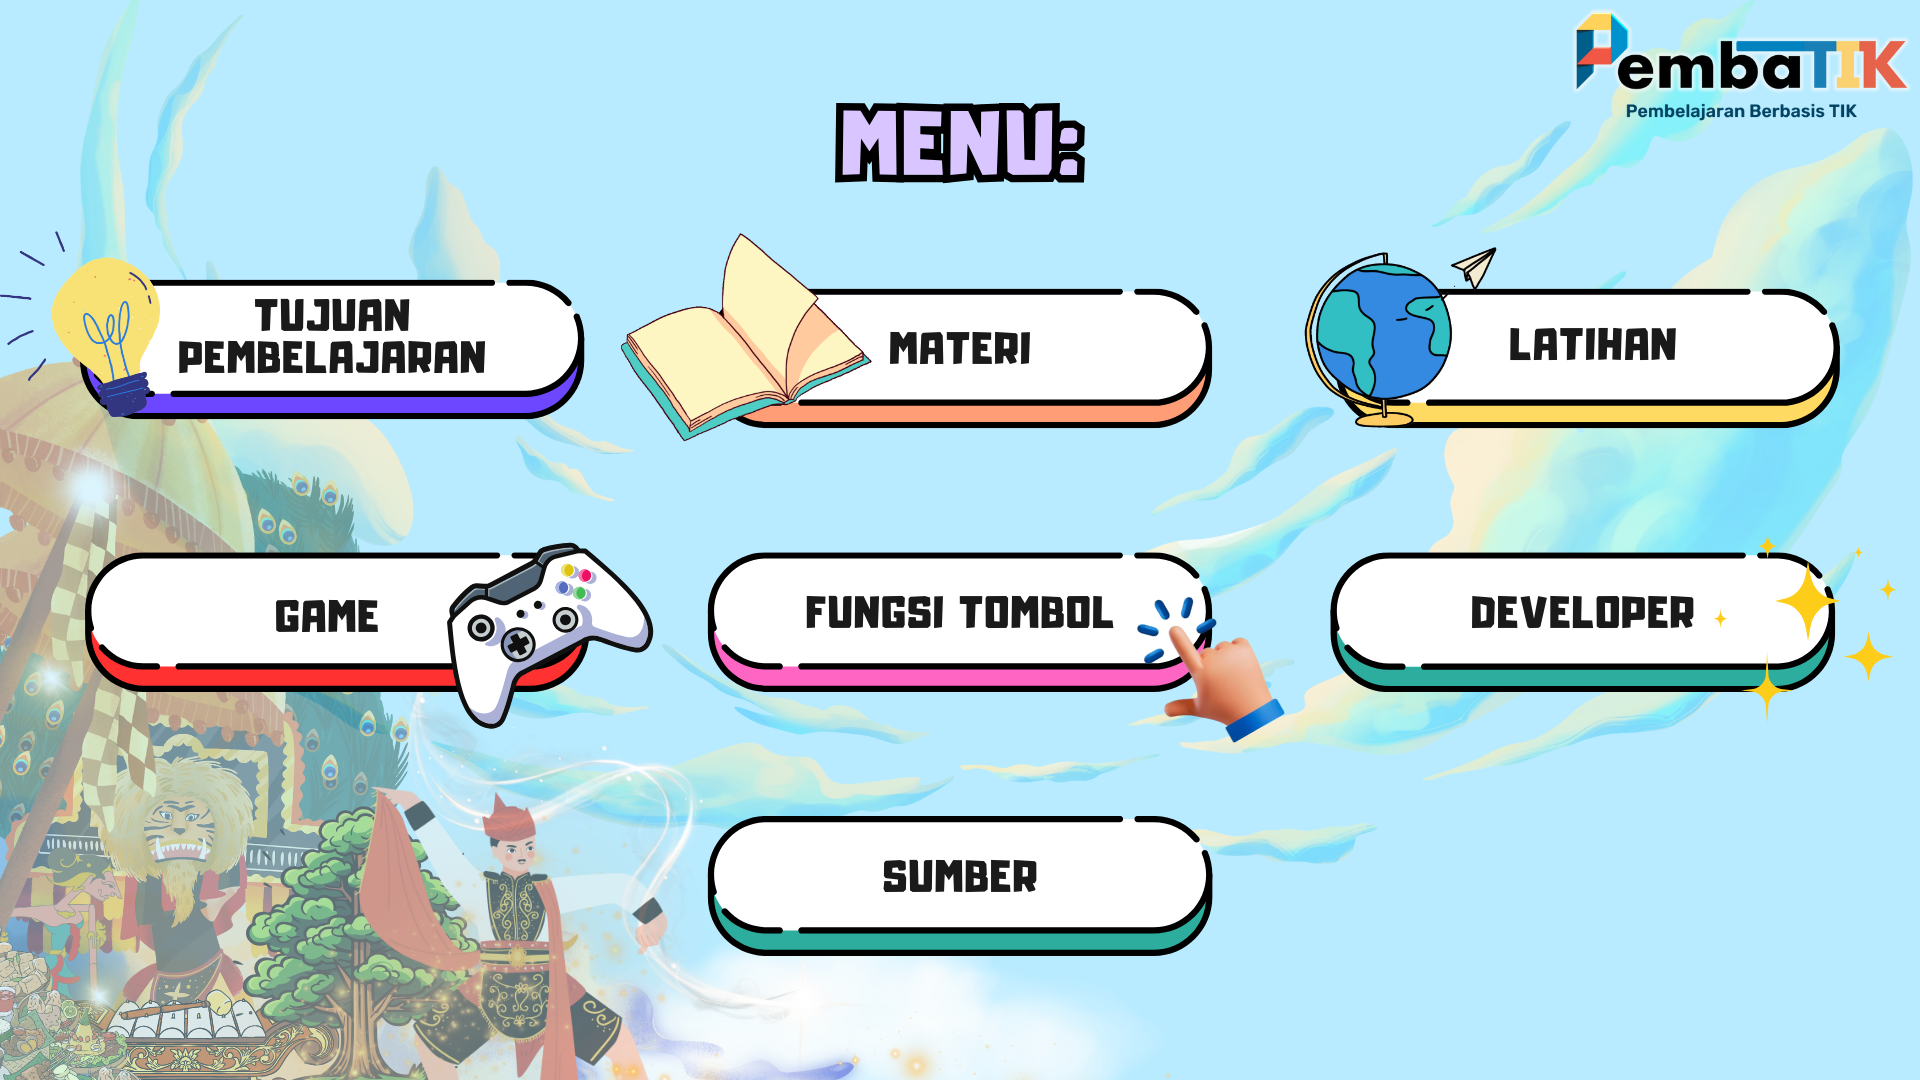 PembaTIK
Pembelajaran Berbasis TIK
MENU:
TUJUAN
PEMBELAJARAN
MATERI
LATIHAN
GAME
FUNGSI TOMBOL
DEVELOPER
SUMBER